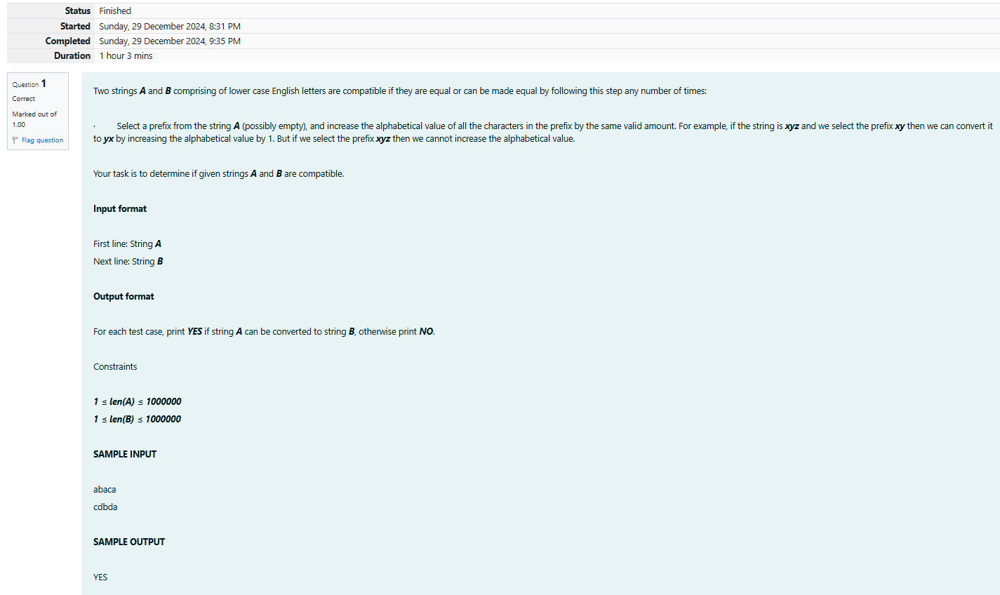 Status Finished
Started Sunday, 29 December 2024, 8:31 PM
Completed Sunday, 29 December 2024, 9:35 PM
Duration 1 hour 3 mins
Question 1
Correct
Marked out of
1.00
Flag question
Two strings A and B comprising of lower case English letters are compatible if they are equal or can be made equal by following this step any number of times:
· Select a prefix from the string A (possibly empty), and increase the alphabetical value of all the characters in the prefix by the same valid amount. For example, if the string is xyz and we select the prefix xy then we can convert it
to yx by increasing the alphabetical value by 1. But if we select the prefix xyz then we cannot increase the alphabetical value.
Your task is to determine if given strings A and B are compatible.
Input format
First line: String A
Next line: String B
Output format
For each test case, print YES if string A can be converted to string B, otherwise print NO.
Constraints
1 ≤ len(A) ≤ 1000000
1 ≤ len(B) ≤ 1000000
SAMPLE INPUT
abaca
cdbda
SAMPLE OUTPUT
YES